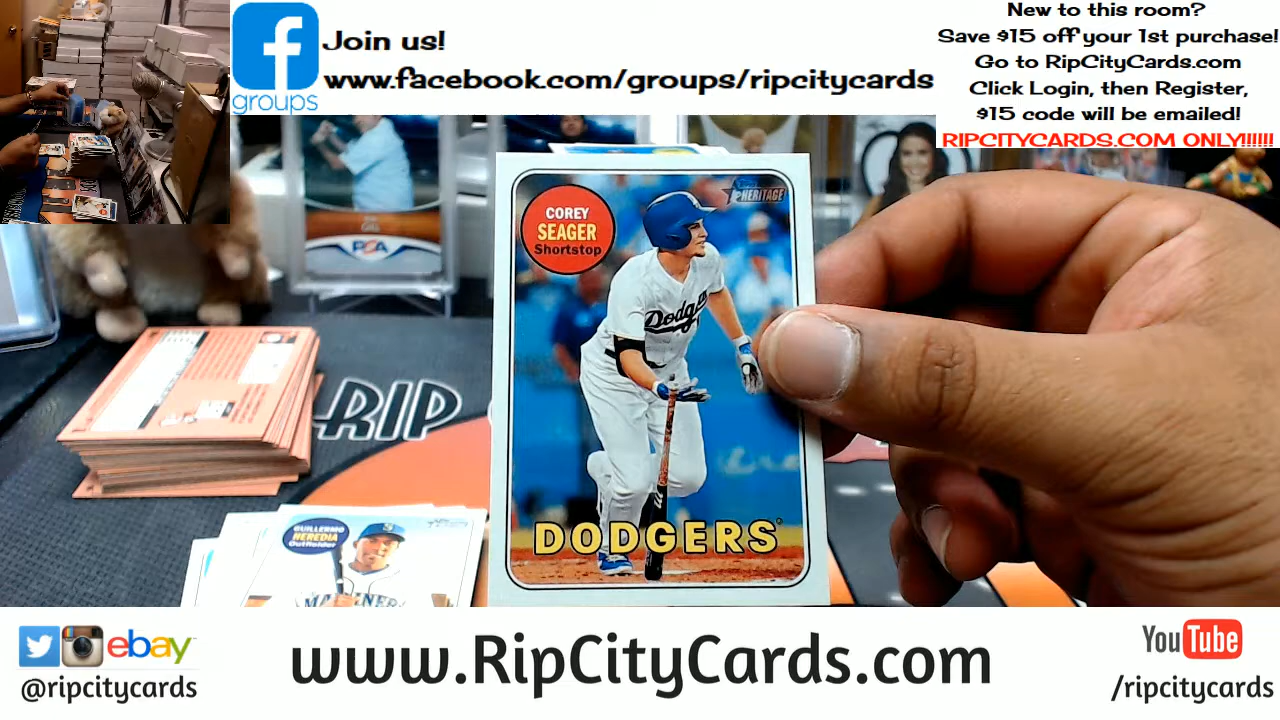 groups
Join us!
www.facebook.com/groups/ripcitycards
New to this room?
Save $15 off your 1st purchase!
Go to RipCityCards.com
Click Login, then Register,
$15 code will be emailed!
RIPCITYCARDS.COM ONLY!!!!!!
HERITAGE
COREY
SEAGER
Shortstop
Dodgers
DODGERS
RIP
GUILLERMO
HEREDIA
Outfielder
MARINERS
ebay
@ripcitycards
www.RipCityCards.com
YouTube
/ripcitycards